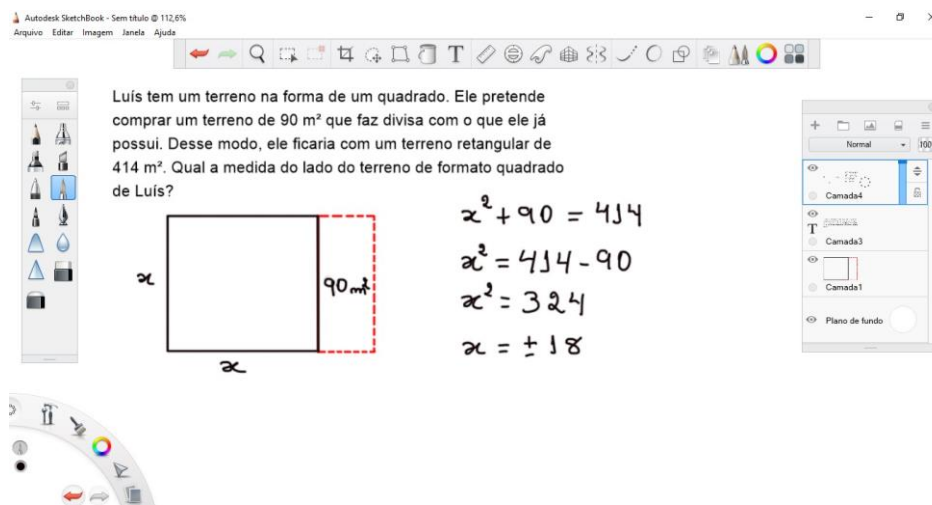 Autodesk SketchBook - Sem título @ 112,6%
Arquivo Editar Imagem Janela Ajuda
T
Luís tem um terreno na forma de um quadrado. Ele pretende
comprar um terreno de 90 m² que faz divisa com o que ele já
possui. Desse modo, ele ficaria com um terreno retangular de
414 m². Qual a medida do lado do terreno de formato quadrado
de Luís?
x
90 m²
x
x² + 90 = 414
x² = 414 - 90
x² = 324
x = ± 18
Normal
100
Camada4
T
Camada3
Camada1
Plano de fundo